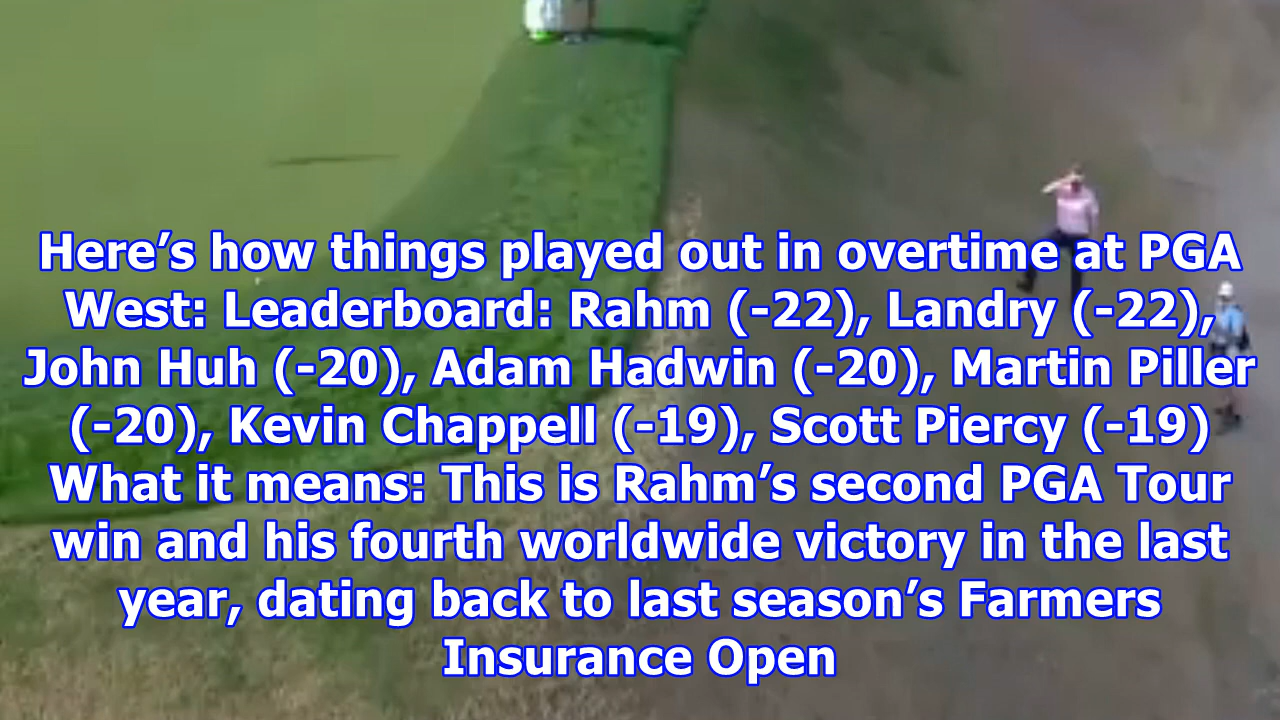 Here’s how things played out in overtime at PGA
West: Leaderboard: Rahm (-22), Landry (-22),
John Huh (-20), Adam Hadwin (-20), Martin Piller
(-20), Kevin Chappell (-19), Scott Piercy (-19)
What it means: This is Rahm’s second PGA Tour
win and his fourth worldwide victory in the last
year, dating back to last season’s Farmers
Insurance Open